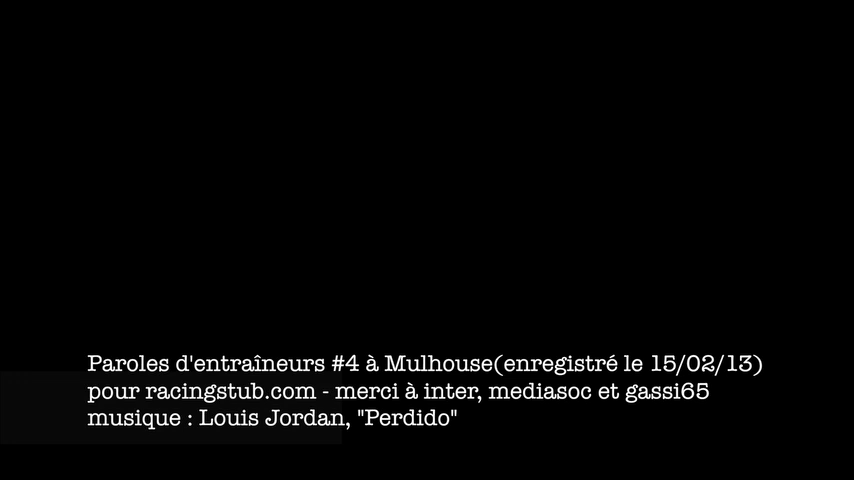 Paroles d'entraîneurs #4 à Mulhouse(enregistré le 15/02/13)
pour racingstub.com - merci à inter, mediasoc et gassi65
musique : Louis Jordan, "Perdido"